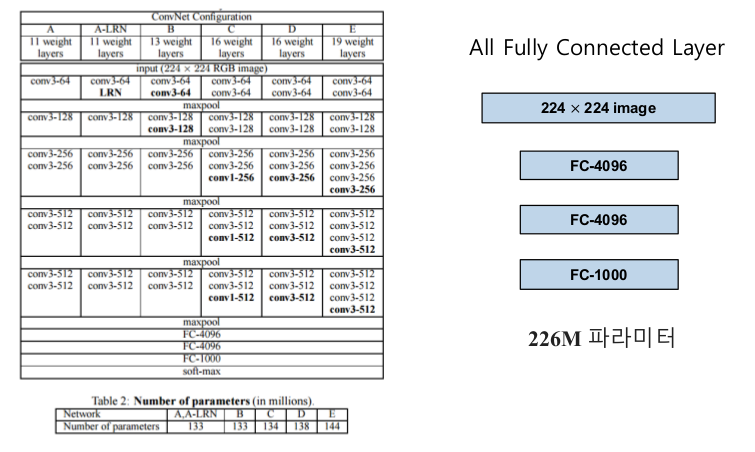 ConvNet Configuration
A A-LRN B C D E
11 weight layers 11 weight layers 13 weight layers 16 weight layers 16 weight layers 19 weight layers
input (224 × 224 RGB image)
conv3-64 conv3-64 conv3-64 conv3-64 conv3-64 conv3-64
LRN conv3-64 conv3-64 conv3-64 conv3-64
maxpool
conv3-128 conv3-128 conv3-128 conv3-128 conv3-128 conv3-128
conv3-128 conv3-128 conv3-128 conv3-128
maxpool
conv3-256 conv3-256 conv3-256 conv3-256 conv3-256 conv3-256
conv3-256 conv3-256 conv3-256 conv3-256 conv3-256 conv3-256
conv1-256 conv3-256 conv3-256
conv3-256
maxpool
conv3-512 conv3-512 conv3-512 conv3-512 conv3-512 conv3-512
conv3-512 conv3-512 conv3-512 conv3-512 conv3-512 conv3-512
conv1-512 conv3-512 conv3-512
conv3-512
maxpool
conv3-512 conv3-512 conv3-512 conv3-512 conv3-512 conv3-512
conv3-512 conv3-512 conv3-512 conv3-512 conv3-512 conv3-512
conv1-512 conv3-512 conv3-512
conv3-512
maxpool
FC-4096
FC-4096
FC-1000
soft-max
Table 2: Number of parameters (in millions).
Network A,A-LRN B C D E
Number of parameters 133 133 134 138 144
All Fully Connected Layer
224 × 224 image
FC-4096
FC-4096
FC-1000
226M 파라미터